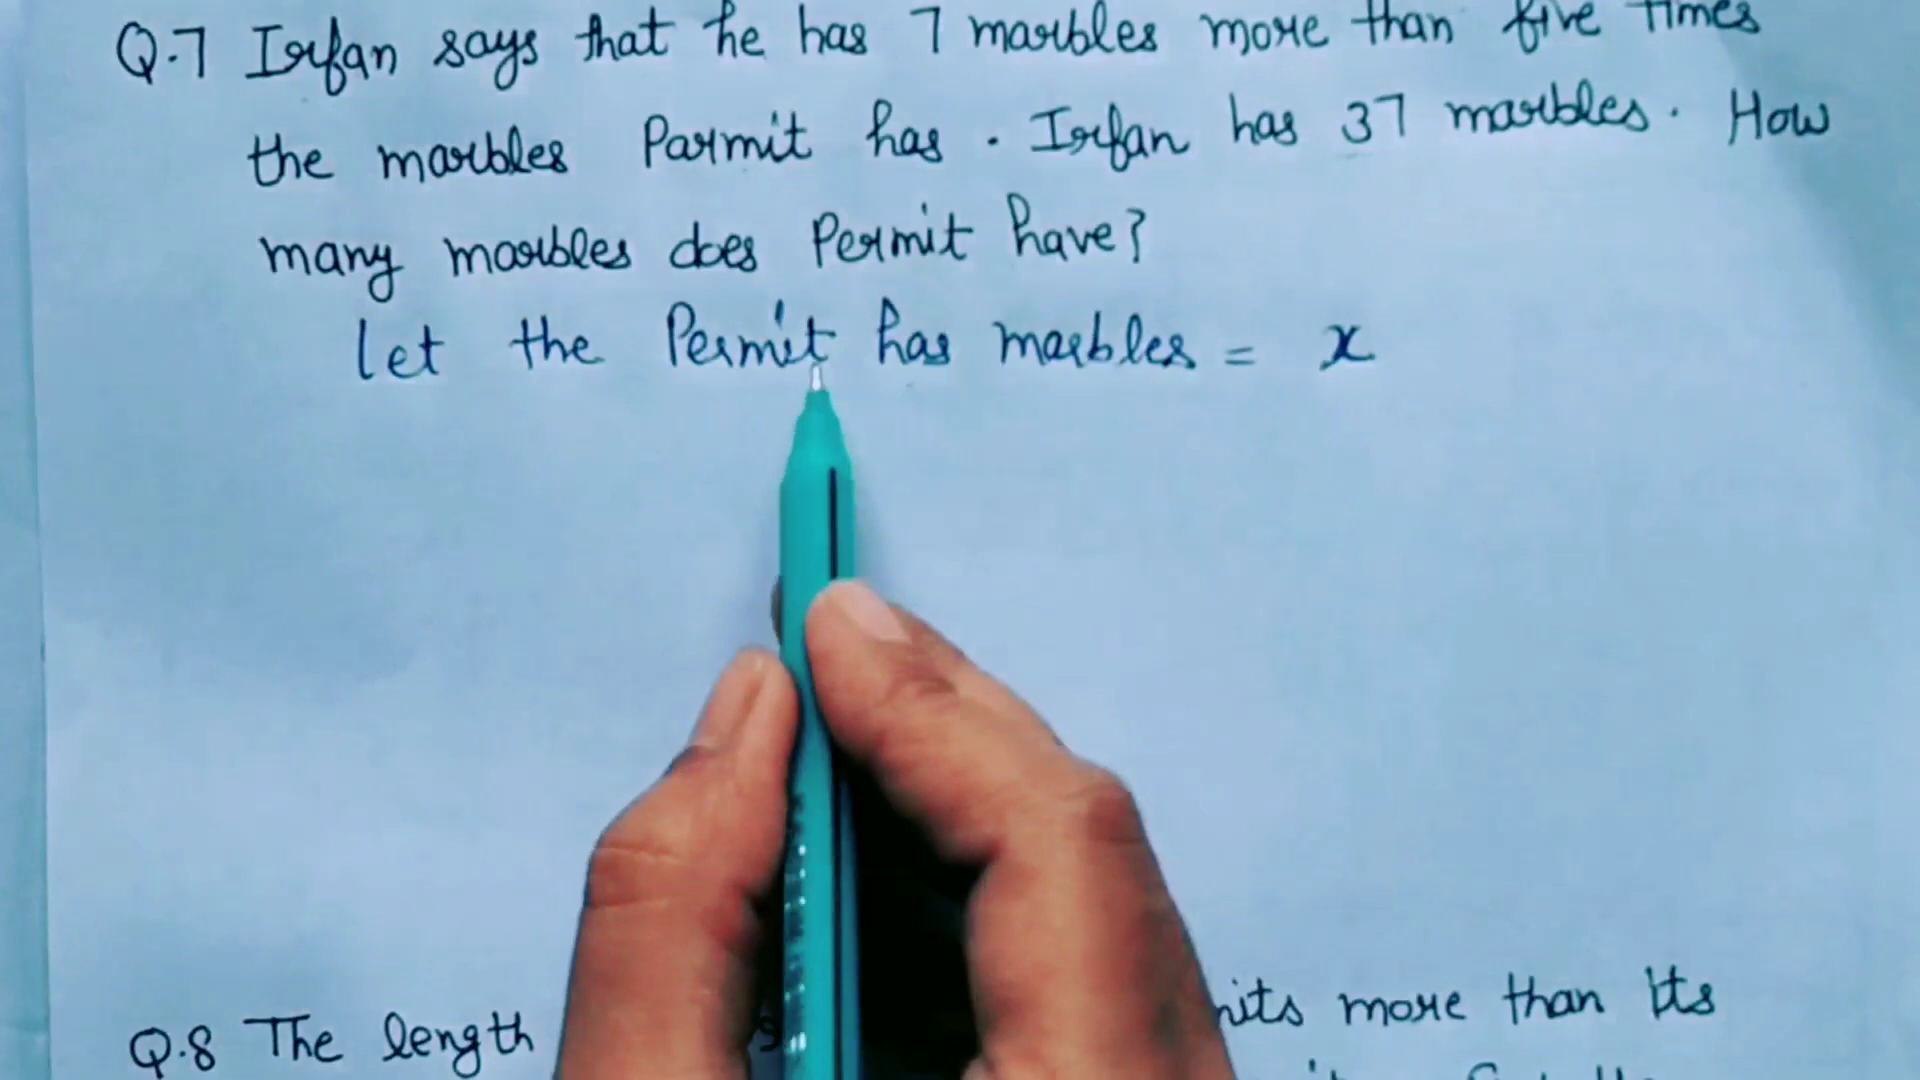 Q.7 Irfan says that he has 7 marbles more than five times
the marbles Parmit has. Irfan has 37 marbles. How
many marbles does Permit have?
let the Permit has marbles = x
Q.8 The length more than its